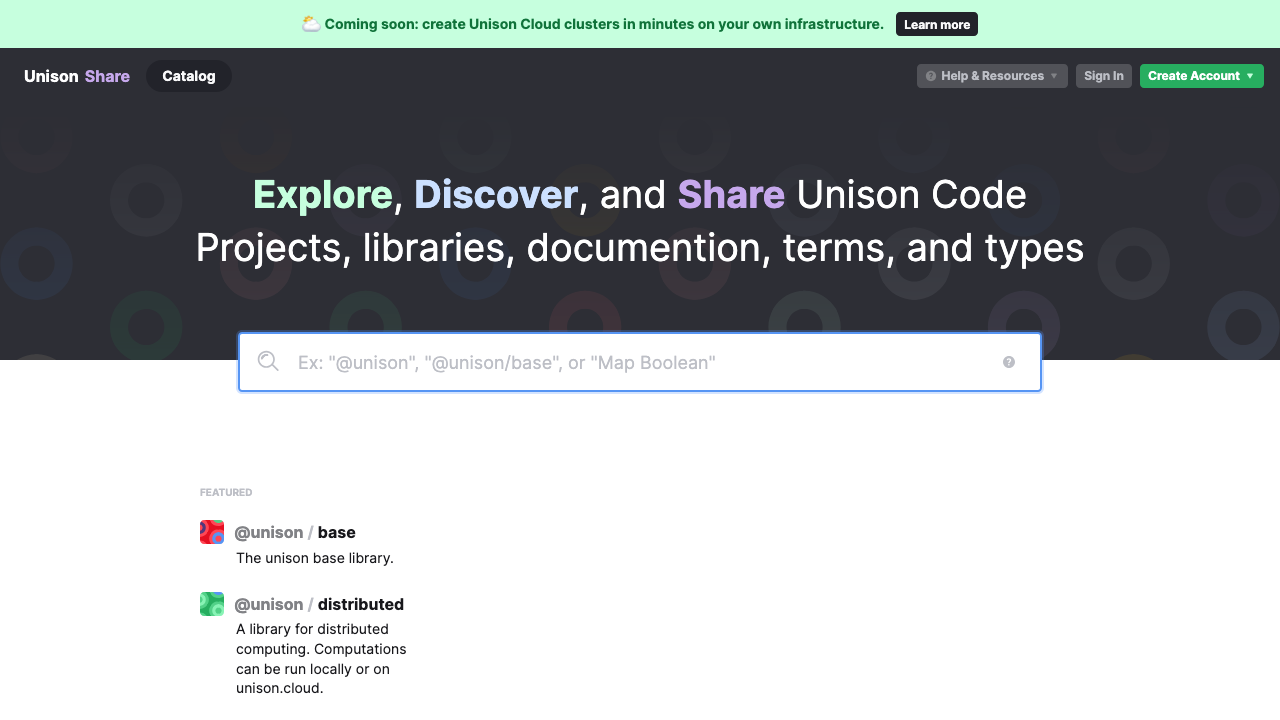 Coming soon: create Unison Cloud clusters in minutes on your own infrastructure. Learn more
Unison Share Catalog ? Help & Resources Sign In Create Account
Explore, Discover, and Share Unison Code
Projects, libraries, documention, terms, and types
Ex: "@unison", "@unison/base", or "Map Boolean" ?
FEATURED
@unison / base
The unison base library.
@unison / distributed
A library for distributed
computing. Computations
can be run locally or on
unison.cloud.